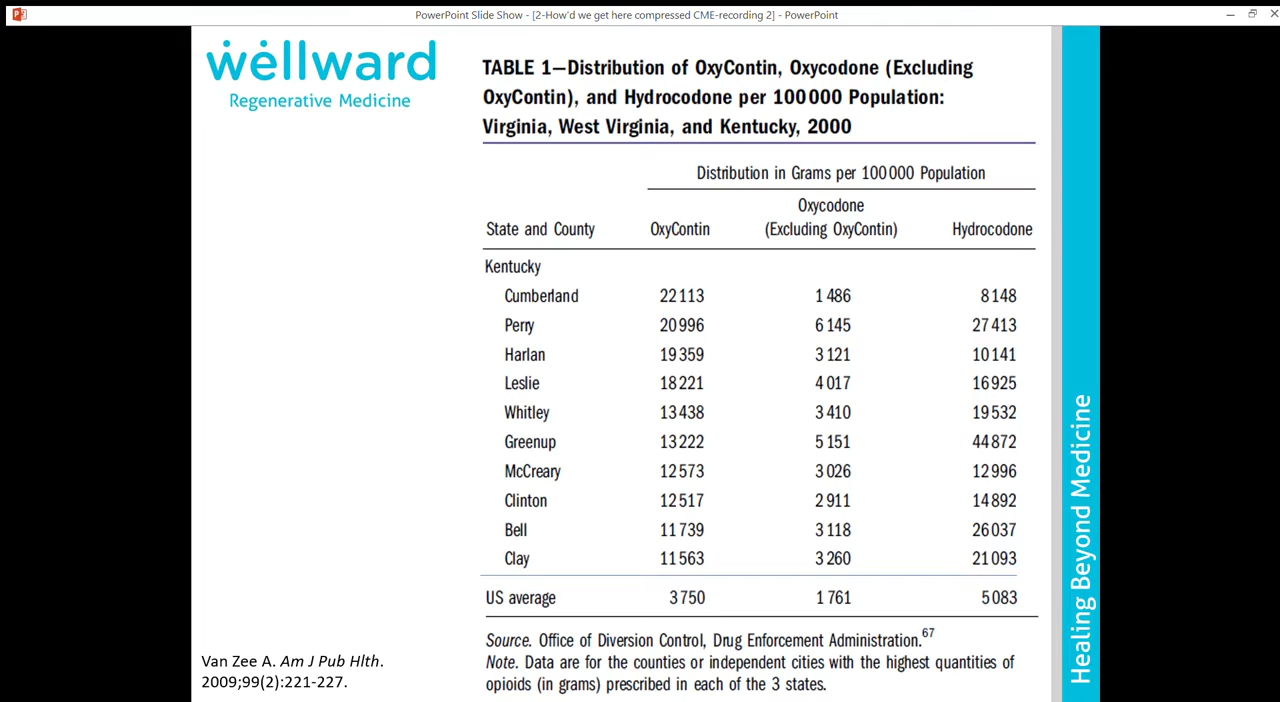 PowerPoint Slide Show - [2-How'd we get here compressed CME-recording 2] - PowerPoint
wellward
Regenerative Medicine
TABLE 1—Distribution of OxyContin, Oxycodone (Excluding
OxyContin), and Hydrocodone per 100 000 Population:
Virginia, West Virginia, and Kentucky, 2000
Distribution in Grams per 100 000 Population
Oxycodone
State and County OxyContin (Excluding OxyContin) Hydrocodone
Kentucky
Cumberland 22 113 1 486 8 148
Perry 20 996 6 145 27 413
Harlan 19 359 3 121 10 141
Leslie 18 221 4 017 16 925
Whitley 13 438 3 410 19 532
Greenup 13 222 5 151 44 872
McCreary 12 573 3 026 12 996
Clinton 12 517 2 911 14 892
Bell 11 739 3 118 26 037
Clay 11 563 3 260 21 093
US average 3 750 1 761 5 083
Source. Office of Diversion Control, Drug Enforcement Administration.67
Note. Data are for the counties or independent cities with the highest quantities of
opioids (in grams) prescribed in each of the 3 states.
Van Zee A. Am J Pub Hlth.
2009;99(2):221-227.
Healing Beyond Medicine